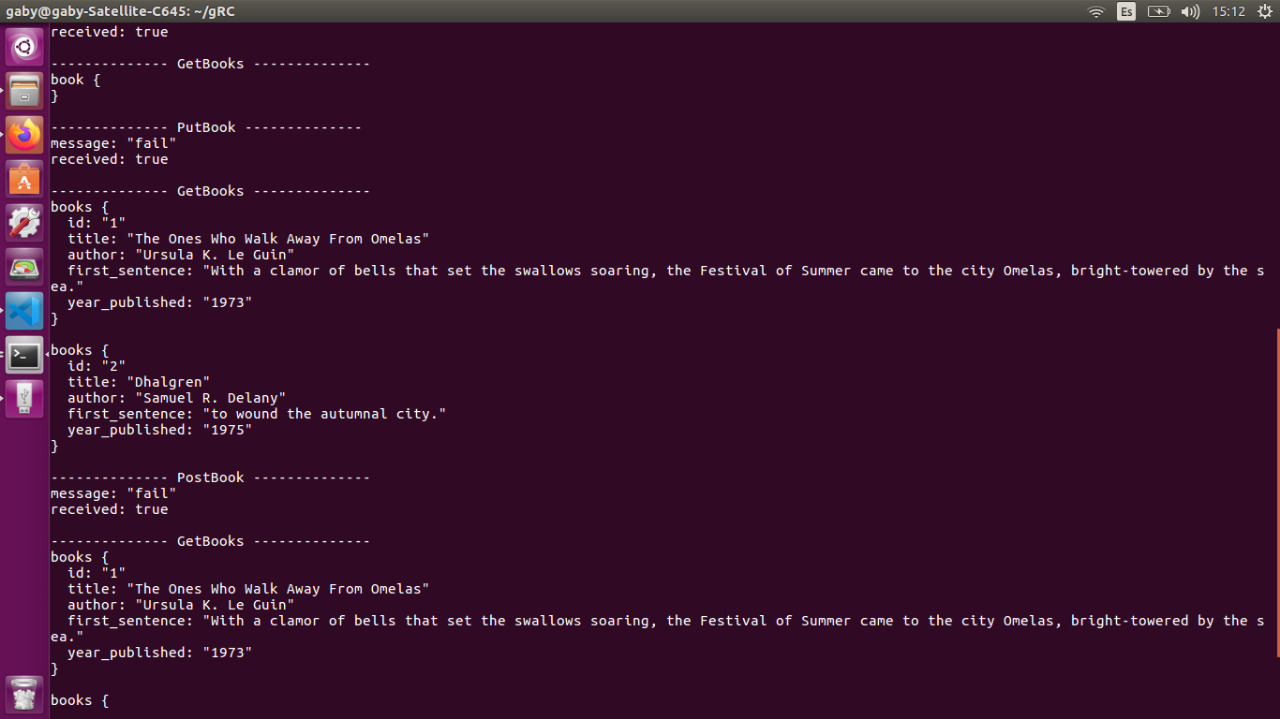 gaby@gaby-Satellite-C645: ~/gRC
Es
15:12
received: true
-------------- GetBooks --------------
book {
}
-------------- PutBook --------------
message: "fail"
received: true
-------------- GetBooks --------------
books {
  id: "1"
  title: "The Ones Who Walk Away From Omelas"
  author: "Ursula K. Le Guin"
  first_sentence: "With a clamor of bells that set the swallows soaring, the Festival of Summer came to the city Omelas, bright-towered by the s
ea."
  year_published: "1973"
}
books {
  id: "2"
  title: "Dhalgren"
  author: "Samuel R. Delany"
  first_sentence: "to wound the autumnal city."
  year_published: "1975"
}
-------------- PostBook --------------
message: "fail"
received: true
-------------- GetBooks --------------
books {
  id: "1"
  title: "The Ones Who Walk Away From Omelas"
  author: "Ursula K. Le Guin"
  first_sentence: "With a clamor of bells that set the swallows soaring, the Festival of Summer came to the city Omelas, bright-towered by the s
ea."
  year_published: "1973"
}
books {